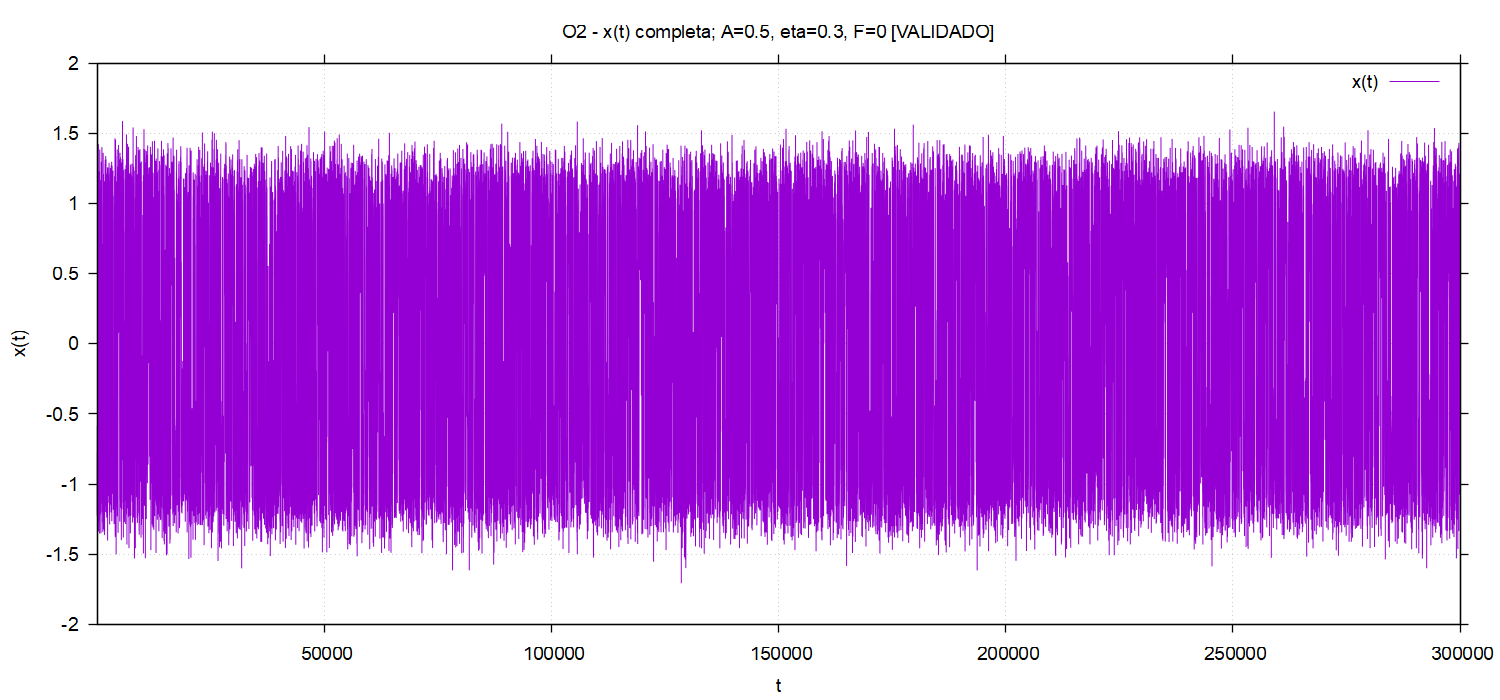 O2 - x(t) completa; A=0.5, eta=0.3, F=0 [VALIDADO]
x(t)
2
1.5
1
0.5
0
-0.5
-1
-1.5
-2
x(t)
50000 100000 150000 200000 250000 300000
t